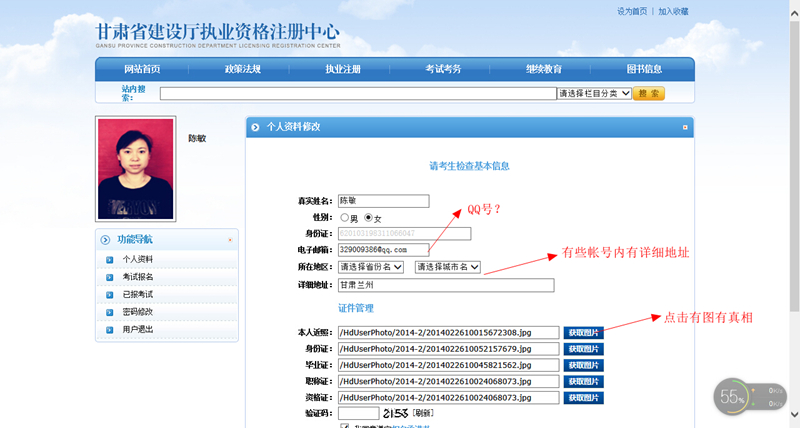 设为首页 | 加入收藏
甘肃省建设厅执业资格注册中心
GANSU PROVINCE CONSTRUCTION DEPARTMENT LICENSING REGISTRATION CENTER
网站首页 政策法规 执业注册 考试考务 继续教育 图书信息
站内搜索: 请选择栏目分类 搜 索
陈敏
功能导航
个人资料
考试报名
已报考试
密码修改
用户退出
个人资料修改
请考生检查基本信息
真实姓名: 陈敏
性别: 男 女
身份证: 620103198311066047
电子邮箱: 329009386@qq.com
QQ号?
所在地区: 请选择省份名 请选择城市名
有些帐号内有详细地址
详细地址: 甘肃兰州
证件管理
点击有图有真相
本人近照: /HdUserPhoto/2014-2/2014022610015672308.jpg 获取图片
身份证: /HdUserPhoto/2014-2/2014022610052157679.jpg 获取图片
毕业证: /HdUserPhoto/2014-2/2014022610045821562.jpg 获取图片
职称证: /HdUserPhoto/2014-2/2014022610024068073.jpg 获取图片
资格证: /HdUserPhoto/2014-2/2014022610024068073.jpg 获取图片
验证码: 2153 [刷新]
55%
0K/s
0K/s